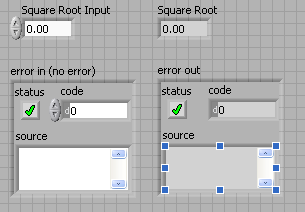 Square Root Input Square Root
0.00 0.00
error in (no error) error out
status code status code
d0 d0
source source